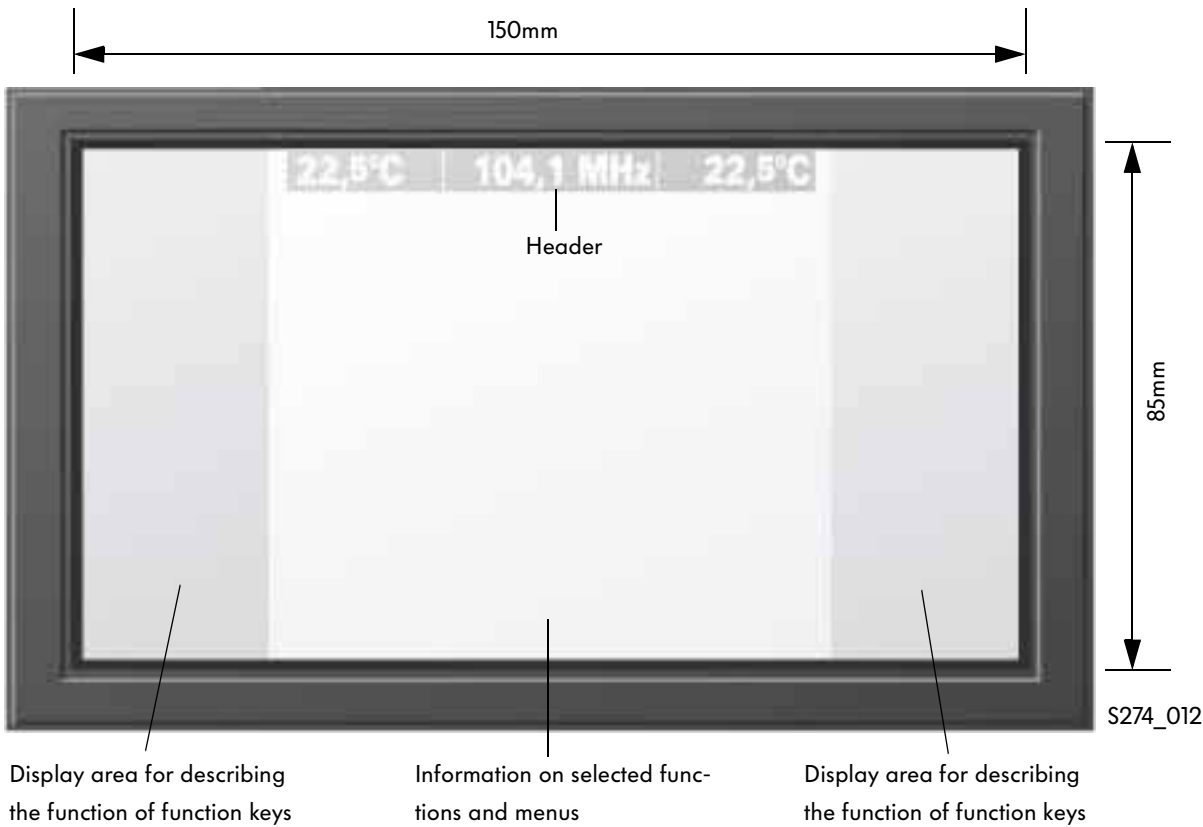 150mm
22,5°C 104,1 MHz 22,5°C
Header
85mm
S274_012
Display area for describing
the function of function keys
Information on selected func-
tions and menus
Display area for describing
the function of function keys